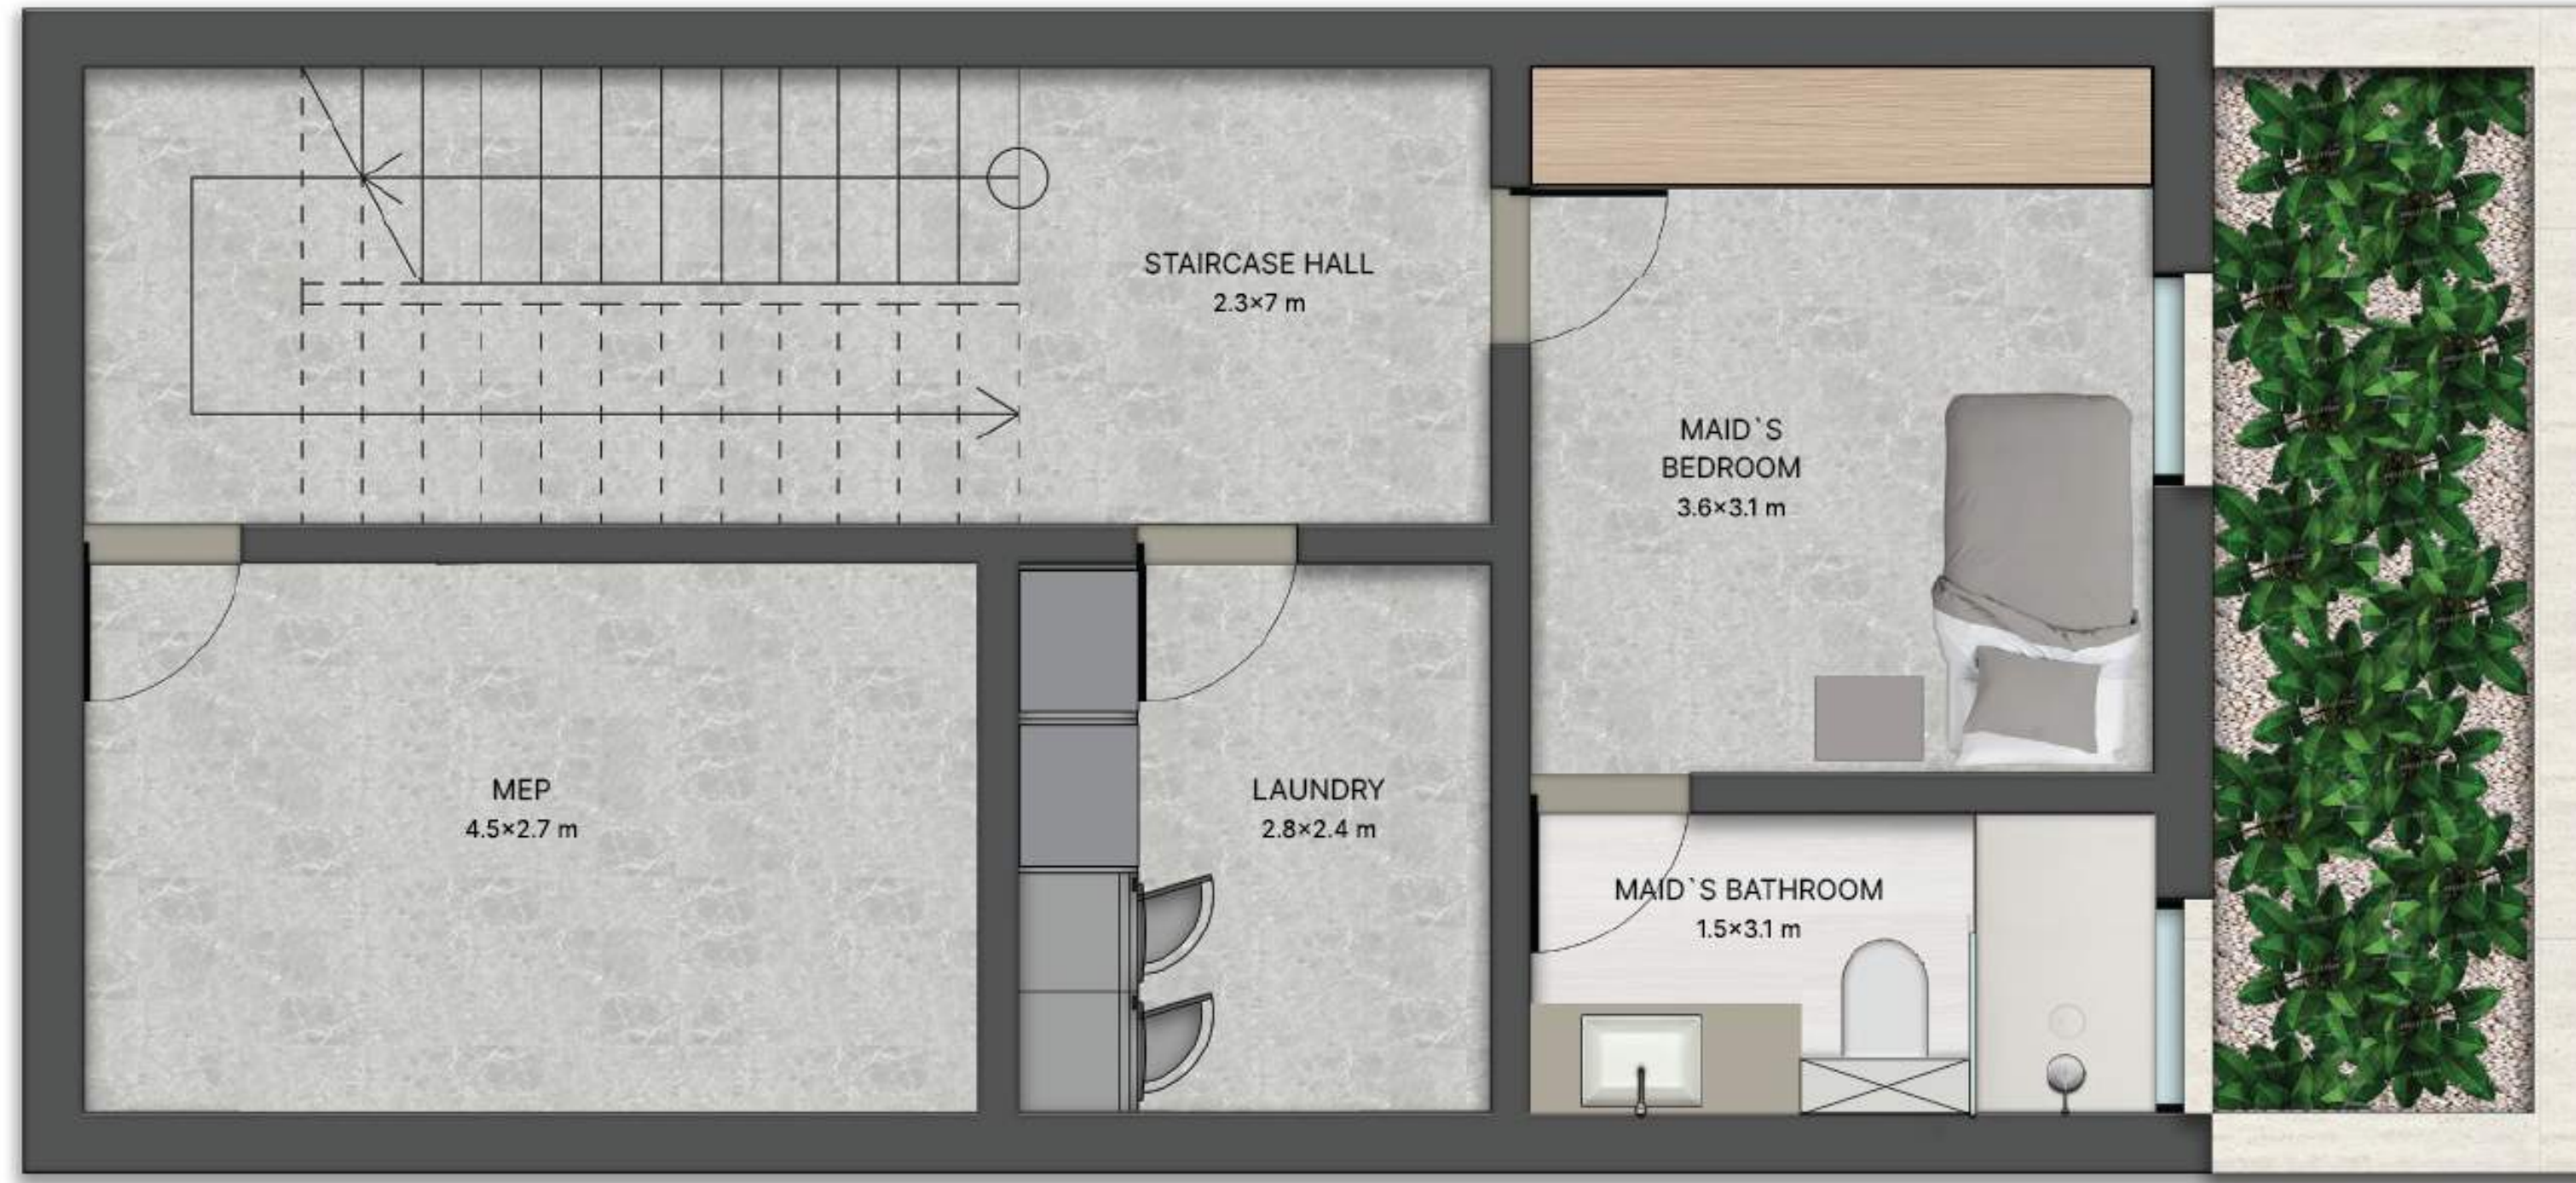 STAIRCASE HALL
2.3×7 m
MAID`S
BEDROOM
3.6×3.1 m
MEP
4.5×2.7 m
LAUNDRY
2.8×2.4 m
MAID`S BATHROOM
1.5×3.1 m